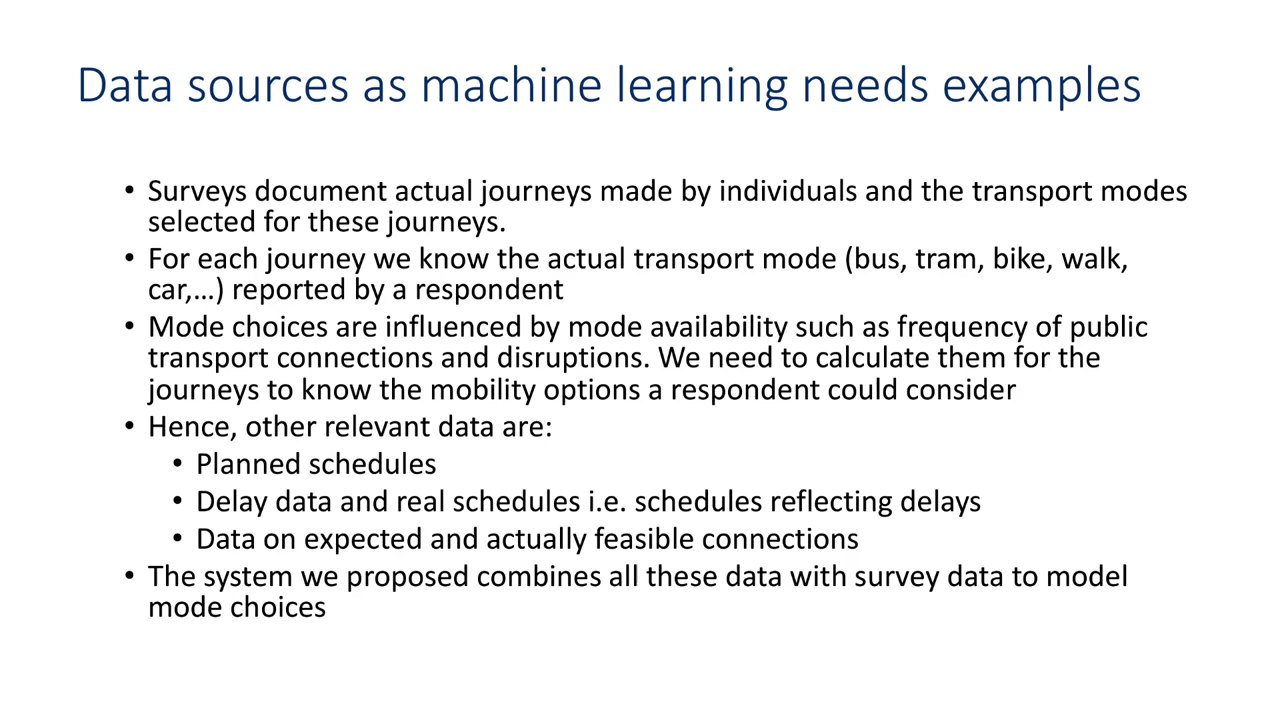 Data sources as machine learning needs examples
• Surveys document actual journeys made by individuals and the transport modes
selected for these journeys.
• For each journey we know the actual transport mode (bus, tram, bike, walk,
car,...) reported by a respondent
• Mode choices are influenced by mode availability such as frequency of public
transport connections and disruptions. We need to calculate them for the
journeys to know the mobility options a respondent could consider
• Hence, other relevant data are:
• Planned schedules
• Delay data and real schedules i.e. schedules reflecting delays
• Data on expected and actually feasible connections
• The system we proposed combines all these data with survey data to model
mode choices